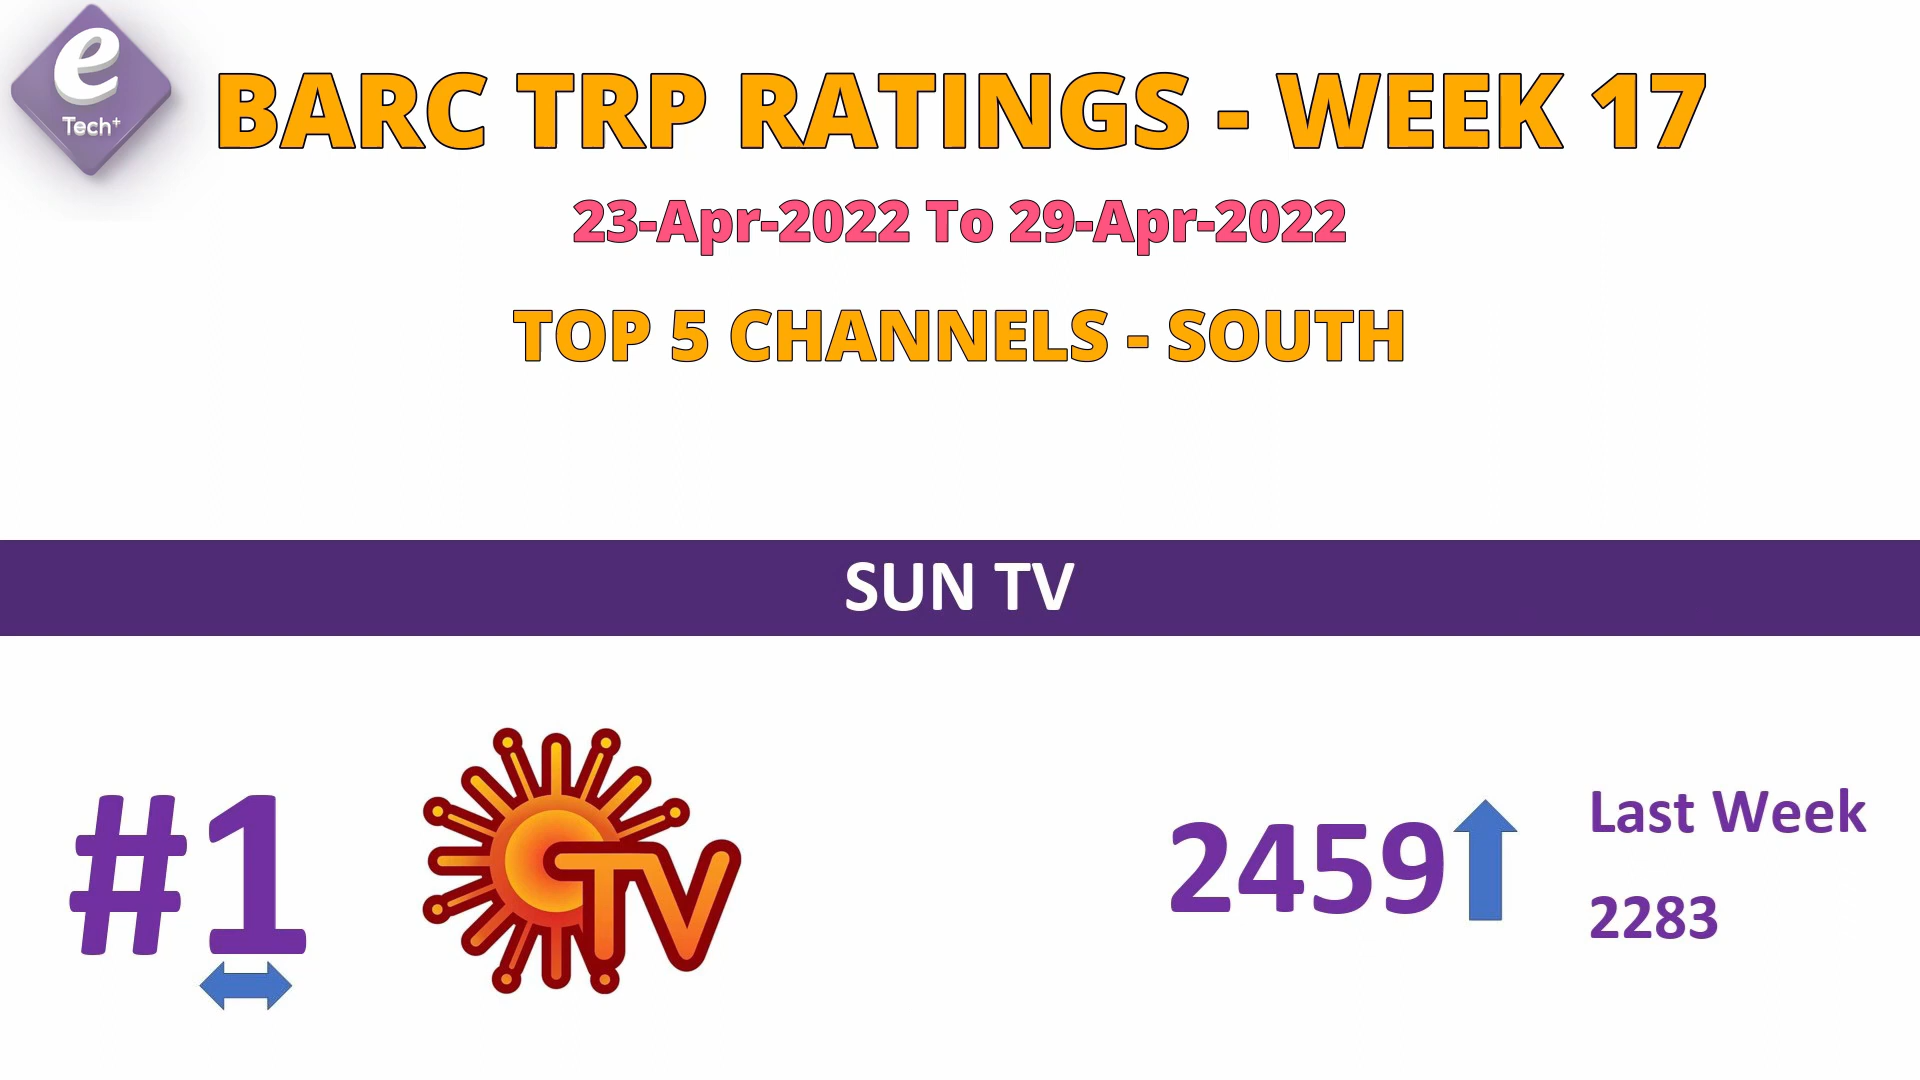 e
Tech+
BARC TRP RATINGS - WEEK 17
23-Apr-2022 To 29-Apr-2022
TOP 5 CHANNELS - SOUTH
SUN TV
#1
TV
2459
Last Week
2283